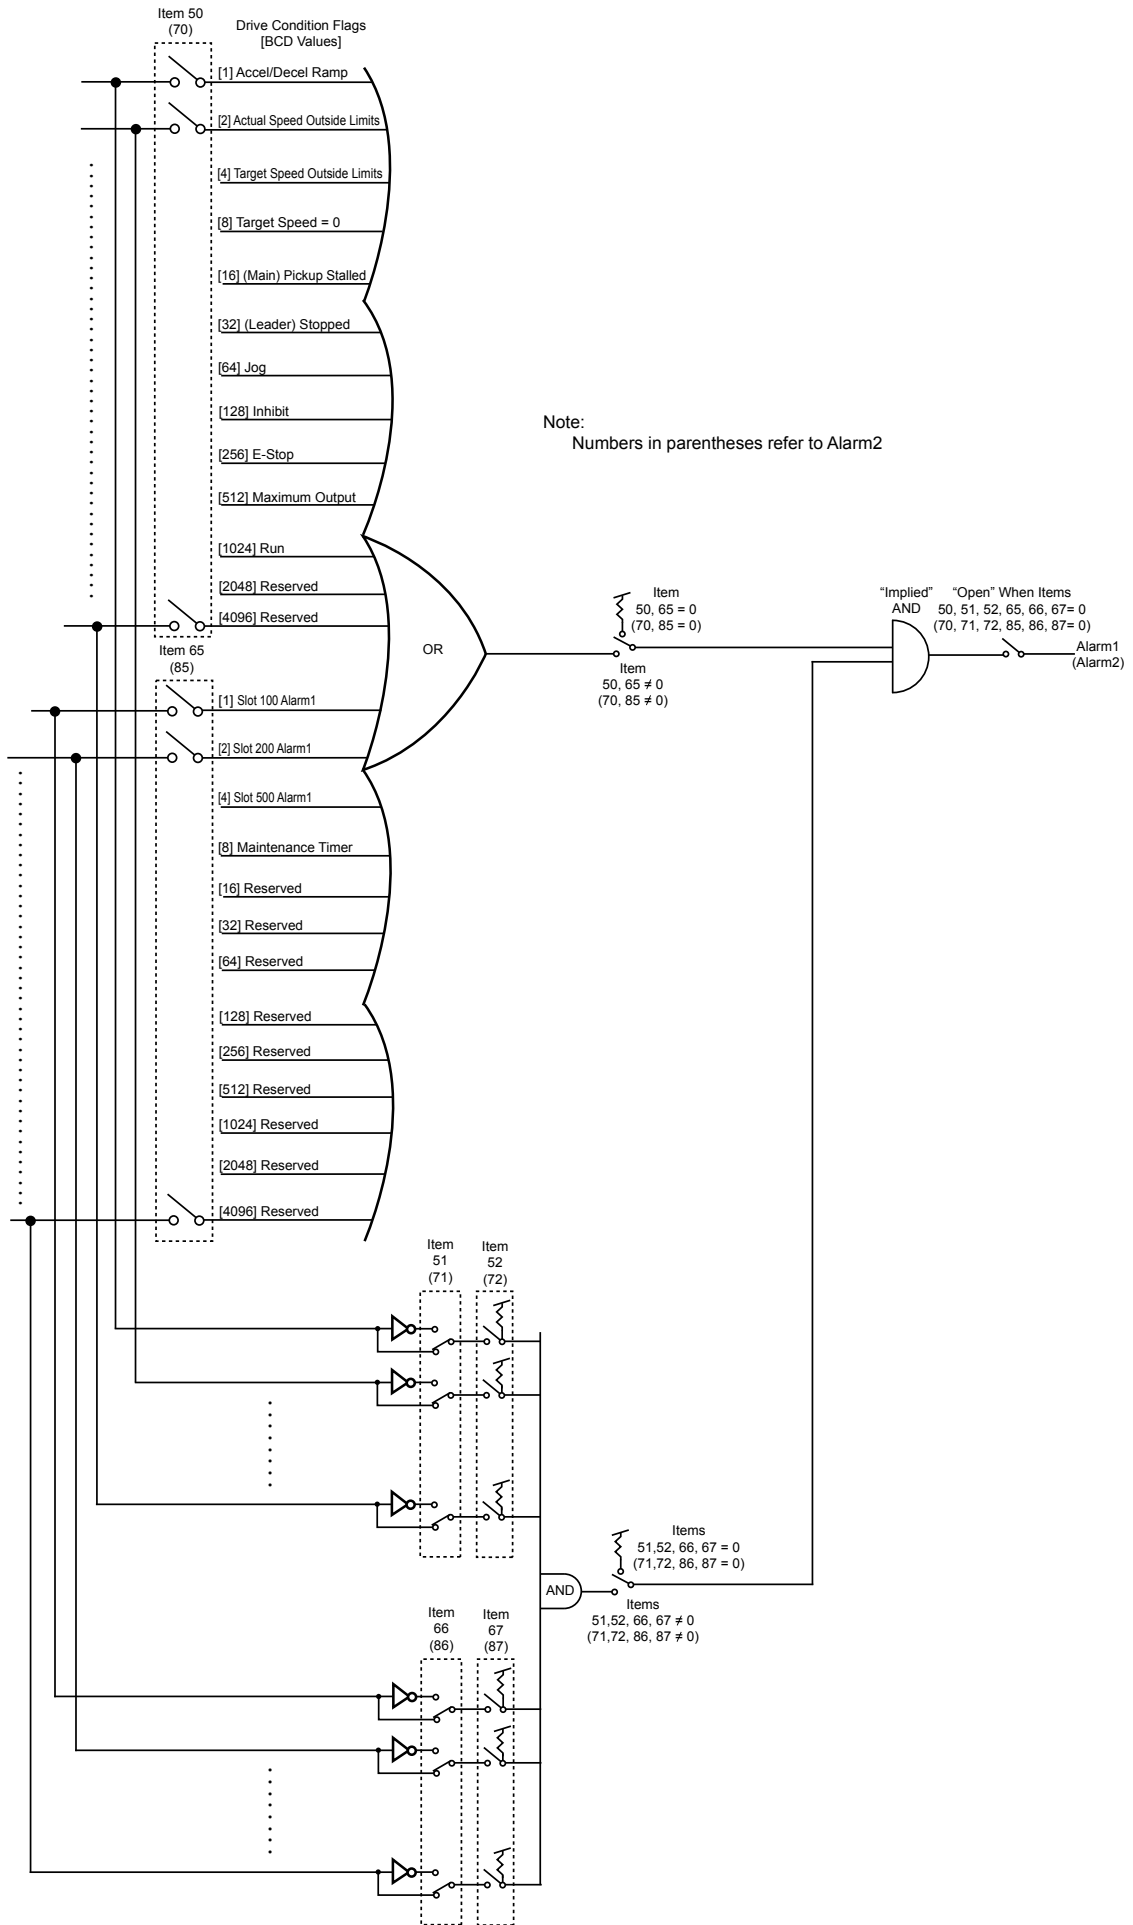 Item 50
(70)
Drive Condition Flags
[BCD Values]
[1] Accel/Decel Ramp
[2] Actual Speed Outside Limits
[4] Target Speed Outside Limits
[8] Target Speed = 0
[16] (Main) Pickup Stalled
[32] (Leader) Stopped
[64] Jog
[128] Inhibit
[256] E-Stop
[512] Maximum Output
[1024] Run
[2048] Reserved
[4096] Reserved
Note:
Numbers in parentheses refer to Alarm2
Item 65
(85)
[1] Slot 100 Alarm1
[2] Slot 200 Alarm1
[4] Slot 500 Alarm1
[8] Maintenance Timer
[16] Reserved
[32] Reserved
[64] Reserved
[128] Reserved
[256] Reserved
[512] Reserved
[1024] Reserved
[2048] Reserved
[4096] Reserved
OR
Item
50, 65 = 0
(70, 85 = 0)
Item
50, 65 ≠ 0
(70, 85 ≠ 0)
“Implied”
AND
“Open” When Items
50, 51, 52, 65, 66, 67= 0
(70, 71, 72, 85, 86, 87= 0)
Alarm1
(Alarm2)
Item
51
(71)
Item
52
(72)
AND
Items
51,52, 66, 67 = 0
(71,72, 86, 87 = 0)
Items
51,52, 66, 67 ≠ 0
(71,72, 86, 87 ≠ 0)
Item
66
(86)
Item
67
(87)